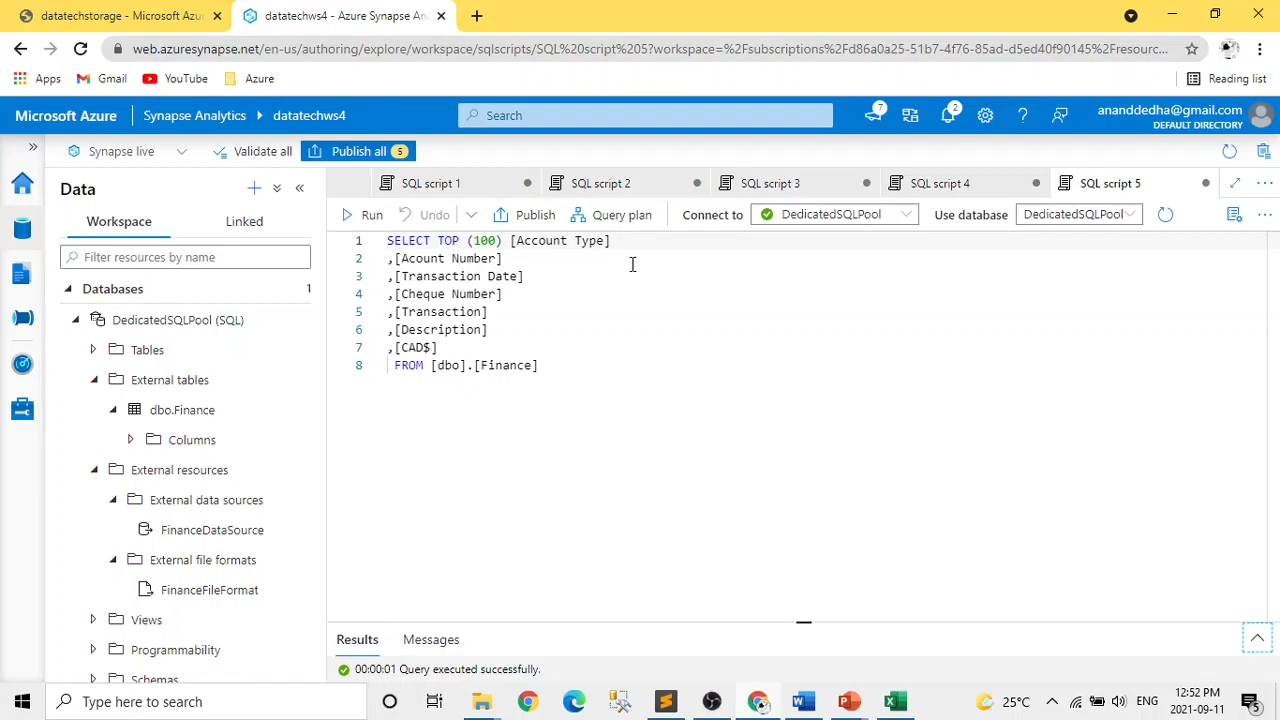 datatechstorage - Microsoft Azur
datatechws4 - Azure Synapse Ana
web.azuresynapse.net/en-us/authoring/explore/workspace/sqlscripts/SQL%20script%205?workspace=%2Fsubscriptions%2Fd86a0a25-51b7-4f76-85ad-d5ed40f90145%2Fresourc...
Apps
Gmail
YouTube
Azure
Reading list
Microsoft Azure
Synapse Analytics
datatechws4
Search
7
2
ananddedha@gmail.com
DEFAULT DIRECTORY
Synapse live
Validate all
Publish all 5
Data
SQL script 1
SQL script 2
SQL script 3
SQL script 4
SQL script 5
Workspace
Linked
Run
Undo
Publish
Query plan
Connect to
DedicatedSQLPool
Use database
DedicatedSQLPool
Filter resources by name
Databases 1
DedicatedSQLPool (SQL)
Tables
External tables
dbo.Finance
Columns
External resources
External data sources
FinanceDataSource
External file formats
FinanceFileFormat
Views
Programmability
Schemas
1 SELECT TOP (100) [Account Type]
2 ,[Acount Number]
3 ,[Transaction Date]
4 ,[Cheque Number]
5 ,[Transaction]
6 ,[Description]
7 ,[CAD$]
8 FROM [dbo].[Finance]
Results
Messages
00:00:01 Query executed successfully.
Type here to search
25°C
ENG
12:52 PM
2021-09-11
5